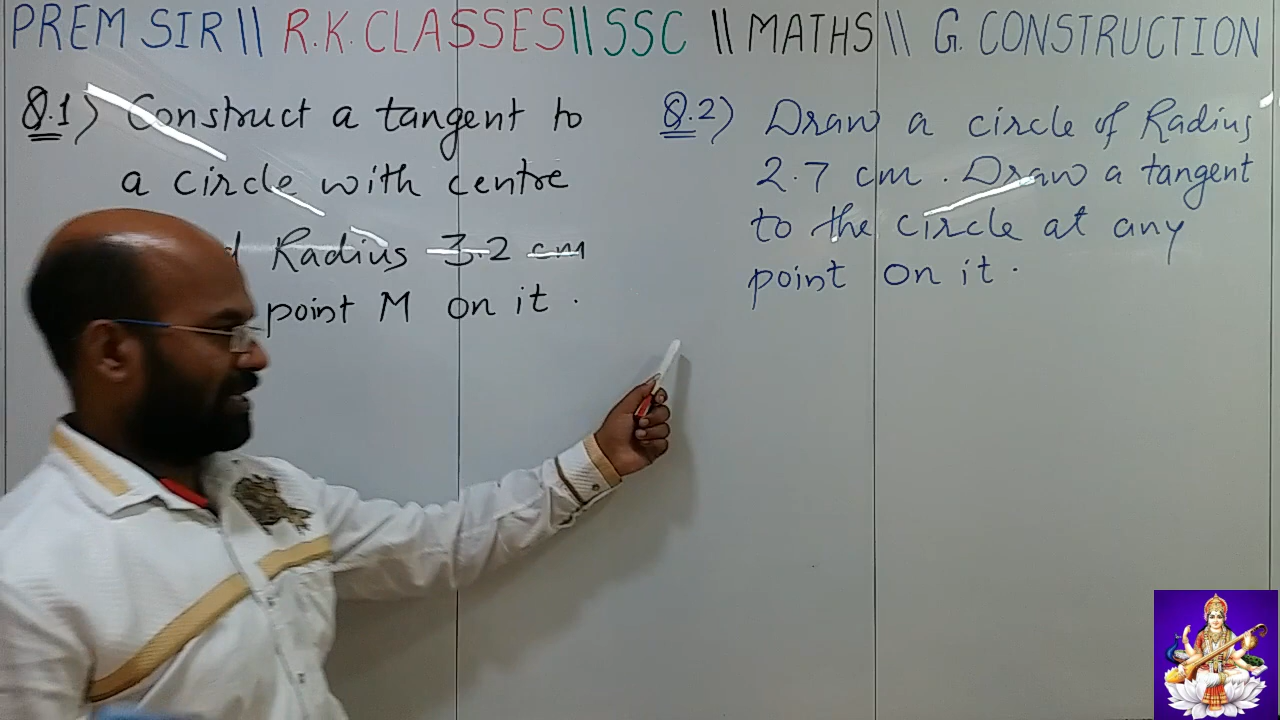 PREM SIR || R.K. CLASSES || SSC || MATHS \\ G. CONSTRUCTION
Q.1) Construct a tangent to
a circle with centre
Radius 3.2 cm
point M on it.
Q.2) Draw a circle of Radius
2.7 cm. Draw a tangent
to the circle at any
point on it.